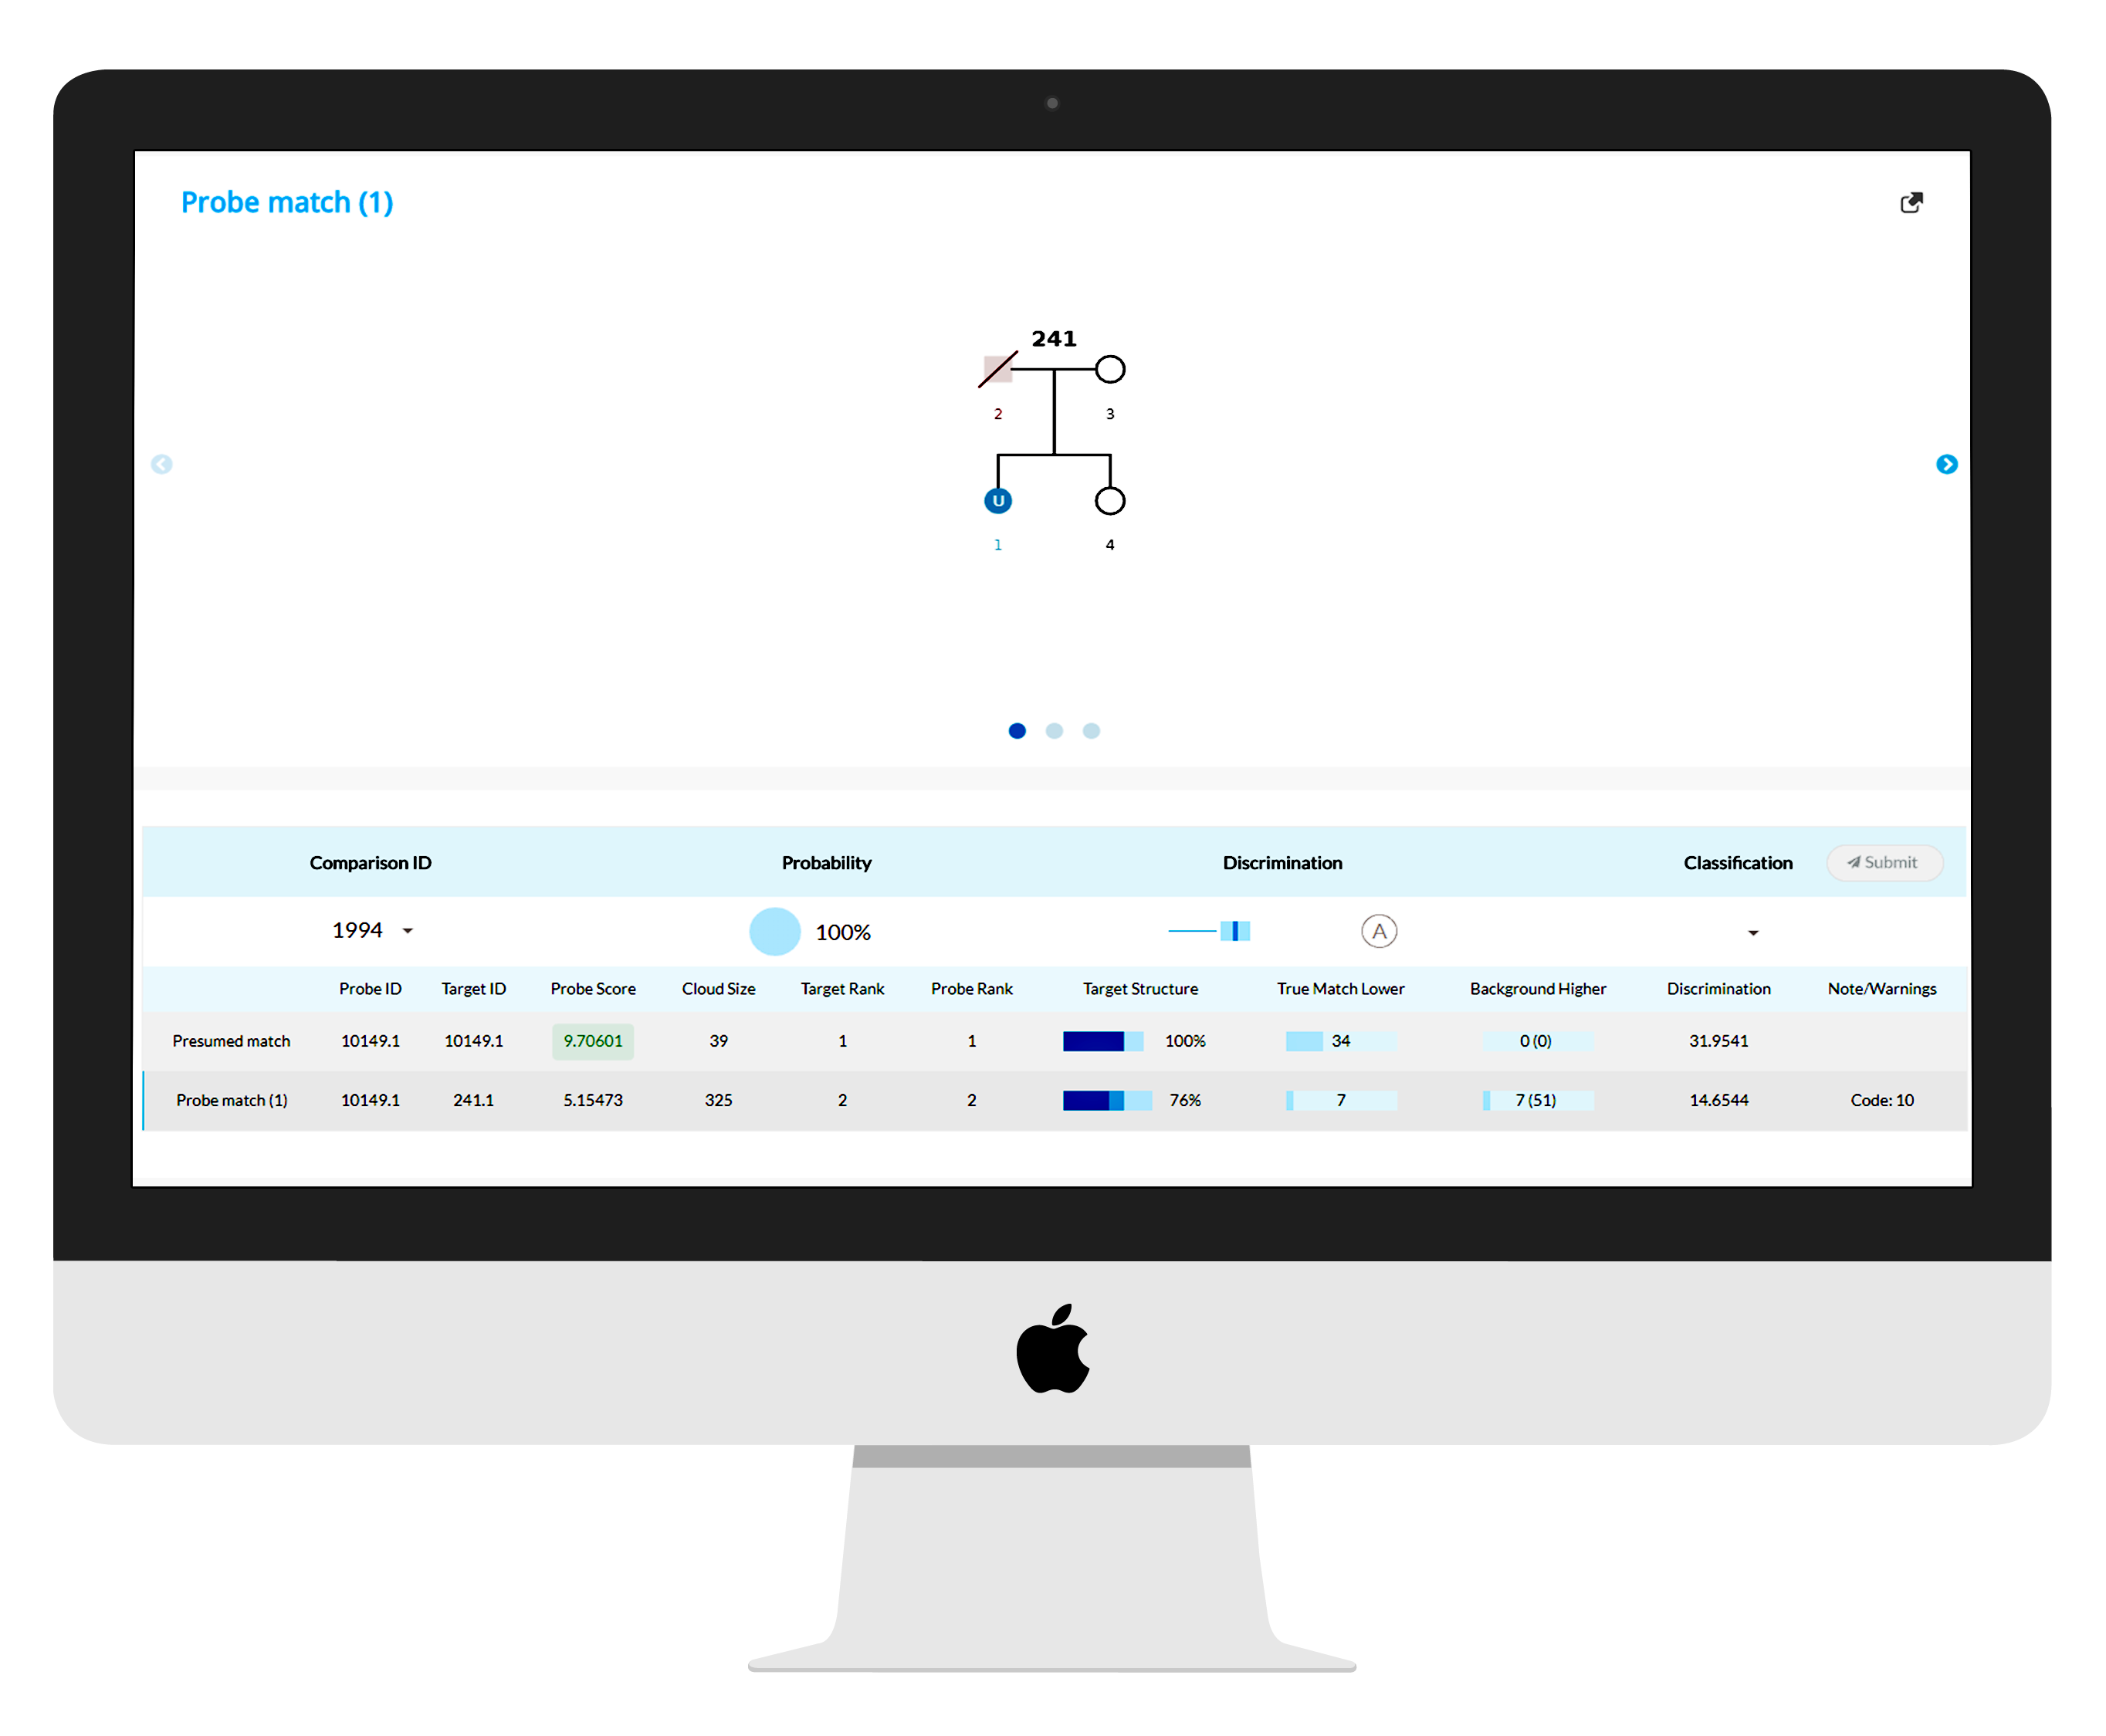 Probe match (1)
241
2 3
U
1 4
Comparison ID Probability Discrimination Classification Submit
1994 100% A
Probe ID Target ID Probe Score Cloud Size Target Rank Probe Rank Target Structure True Match Lower Background Higher Discrimination Note/Warnings
Presumed match 10149.1 10149.1 9.70601 39 1 1 100% 34 0 (0) 31.9541
Probe match (1) 10149.1 241.1 5.15473 325 2 2 76% 7 7 (51) 14.6544 Code: 10